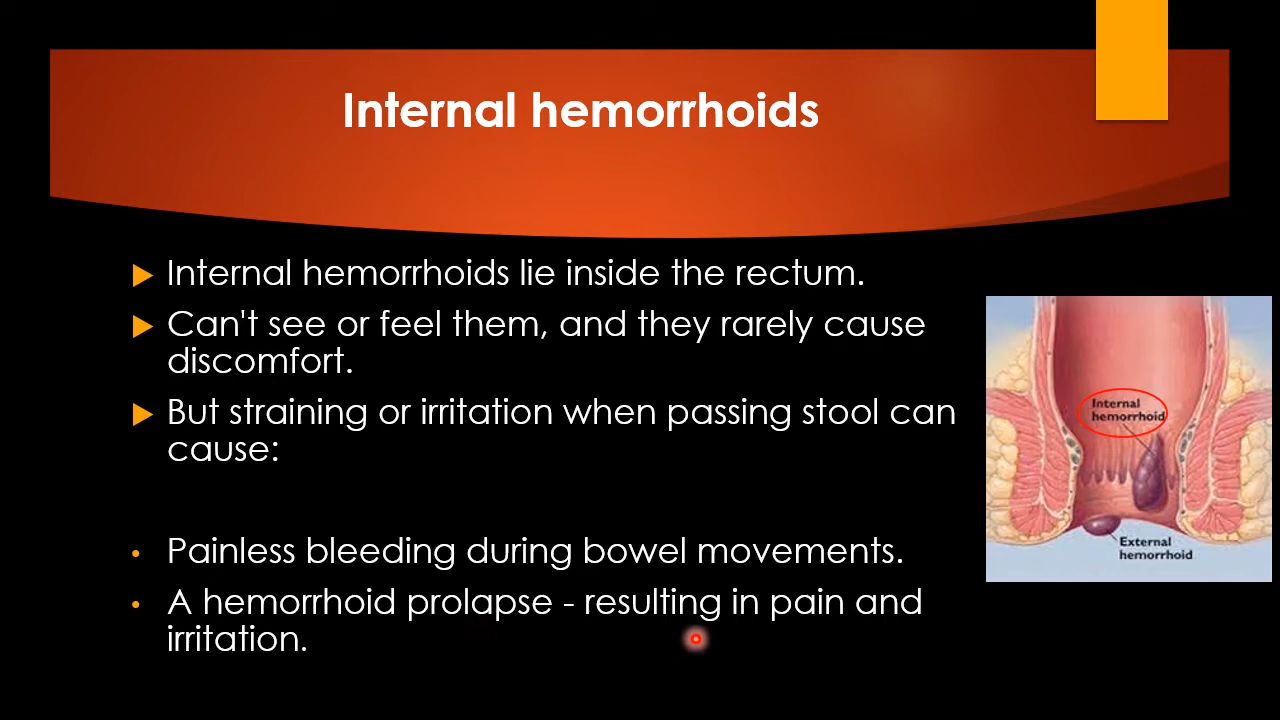 Internal hemorrhoids
Internal hemorrhoids lie inside the rectum.
Can't see or feel them, and they rarely cause
discomfort.
But straining or irritation when passing stool can
cause:
Painless bleeding during bowel movements.
A hemorrhoid prolapse - resulting in pain and
irritation.
Internal
hemorrhoid
External
hemorrhoid